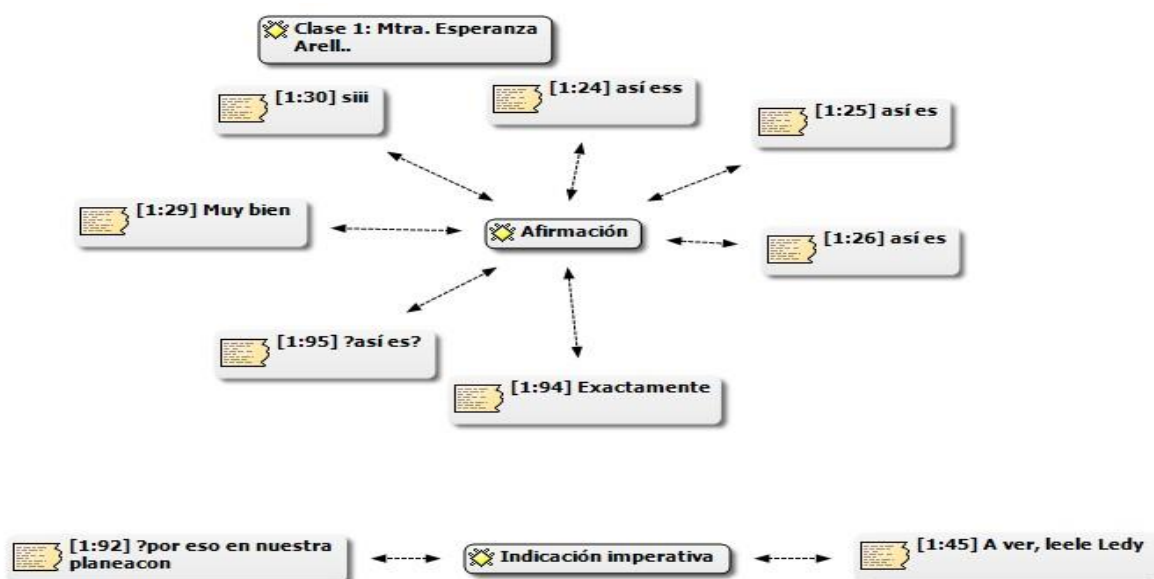 Clase 1: Mtra. Esperanza
Arell..
[1:30] siii
[1:24] así ess
[1:25] así es
[1:29] Muy bien
Afirmación
[1:26] así es
[1:95] ?así es?
[1:94] Exactamente
[1:92] ?por eso en nuestra
planeacon
Indicación imperativa
[1:45] A ver, leele Ledy